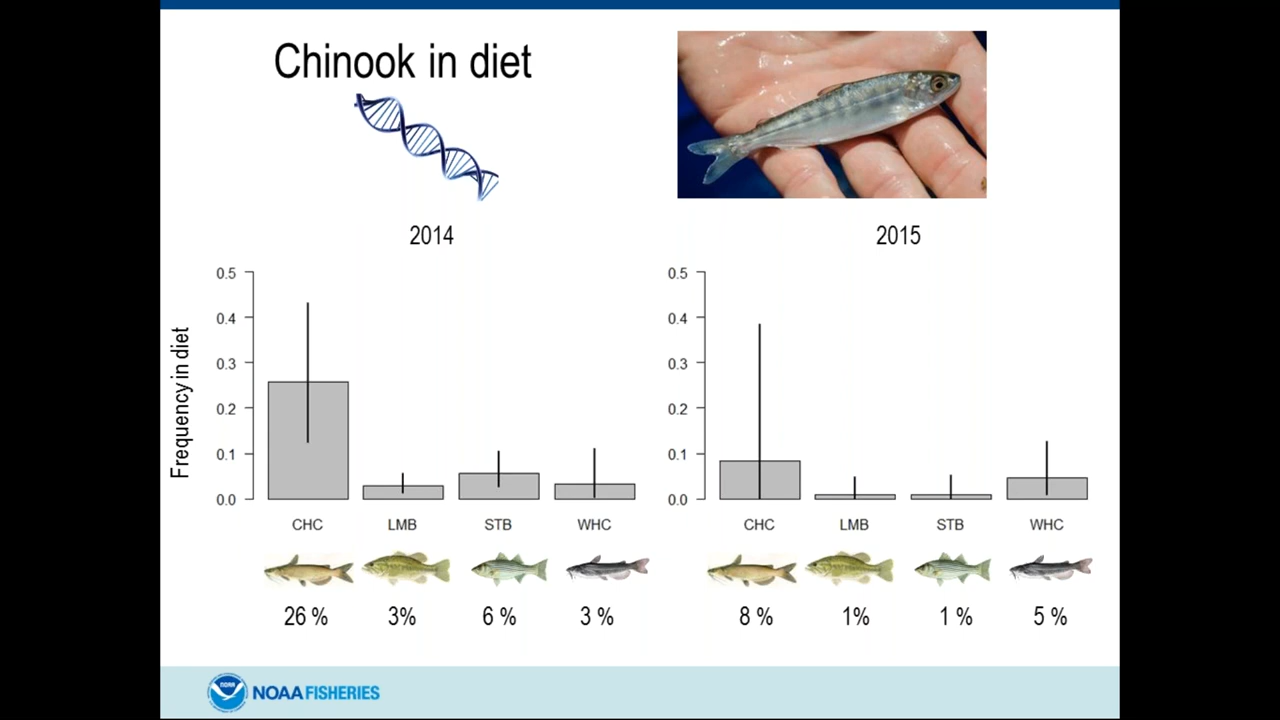 Chinook in diet
2014
2015
Frequency in diet
0.5
0.4
0.3
0.2
0.1
0.0
CHC LMB STB WHC
26 % 3% 6 % 3 %
0.5
0.4
0.3
0.2
0.1
0.0
CHC LMB STB WHC
8 % 1% 1 % 5 %
NOAA
NOAA FISHERIES